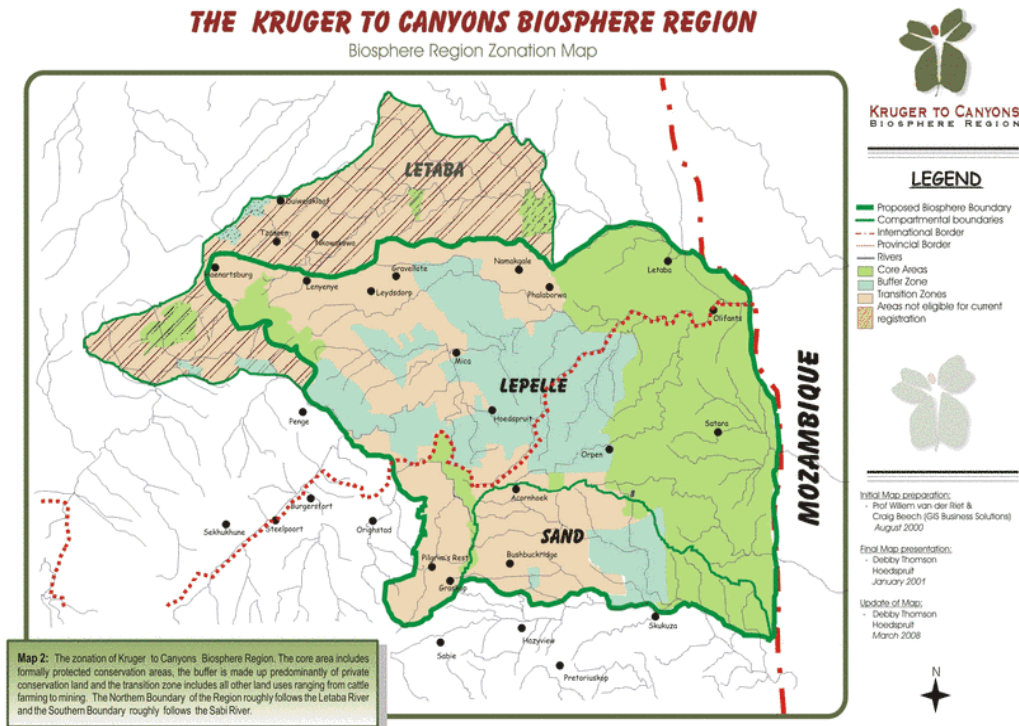 THE KRUGER TO CANYONS BIOSPHERE REGION
Biosphere Region Zonation Map
KRUGER TO CANYONS
BIOSPHERE REGION
LEGEND
Proposed Biosphere Boundary
Compartmental boundaries
International Border
Provincial Border
Rivers
Core Areas
Buffer Zone
Transition Zones
Areas not eligible for current
registration
LETABA
Duiwelskloof
Tzaneen
Nkowakowa
Haenertsburg
Lenyenye
Gravellote
Leydsdorp
Namakgale
Phalaborwa
Letaba
Olifants
Mica
LEPELLE
Hoedspruit
Penge
Orpen
Satara
MOZAMBIQUE
Burgersfort
Steelpoort
Sekhukhune
Orighstad
Acornhoek
SAND
Bushbuckridge
Pilgrim's Rest
Graskop
Skukuza
Hazyview
Sabie
Pretoriuskop
Initial Map preparation:
- Prof Willem van der Riet &
Craig Beech (GIS Business Solutions)
August 2000
Final Map presentation:
- Debby Thomson
Hoedspruit
January 2001
Update of Map:
- Debby Thomson
Hoedspruit
March 2008
N
Map 2: The zonation of Kruger to Canyons Biosphere Region. The core area includes
formally protected conservation areas, the buffer is made up predominantly of private
conservation land and the transition zone includes all other land uses ranging from cattle
farming to mining. The Northern Boundary of the Region roughly follows the Letaba River
and the Southern Boundary roughly follows the Sabi River.